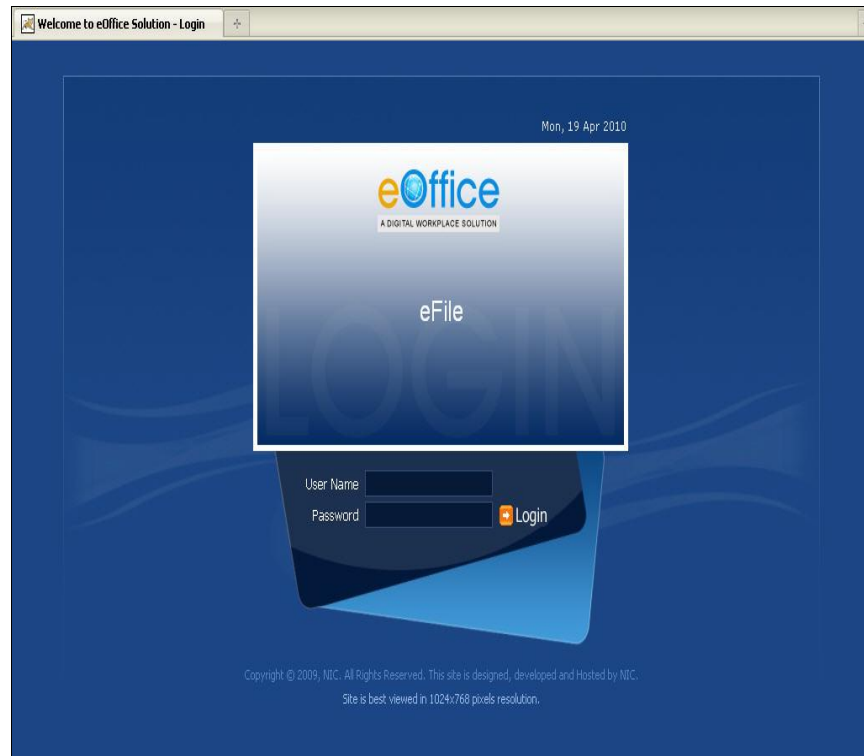 Welcome to eOffice Solution - Login
Mon, 19 Apr 2010
eOffice
A DIGITAL WORKPLACE SOLUTION
eFile
LOGIN
User Name
Password
Login
Copyright © 2009, NIC. All Rights Reserved. This site is designed, developed and Hosted by NIC.
Site is best viewed in 1024x768 pixels resolution.